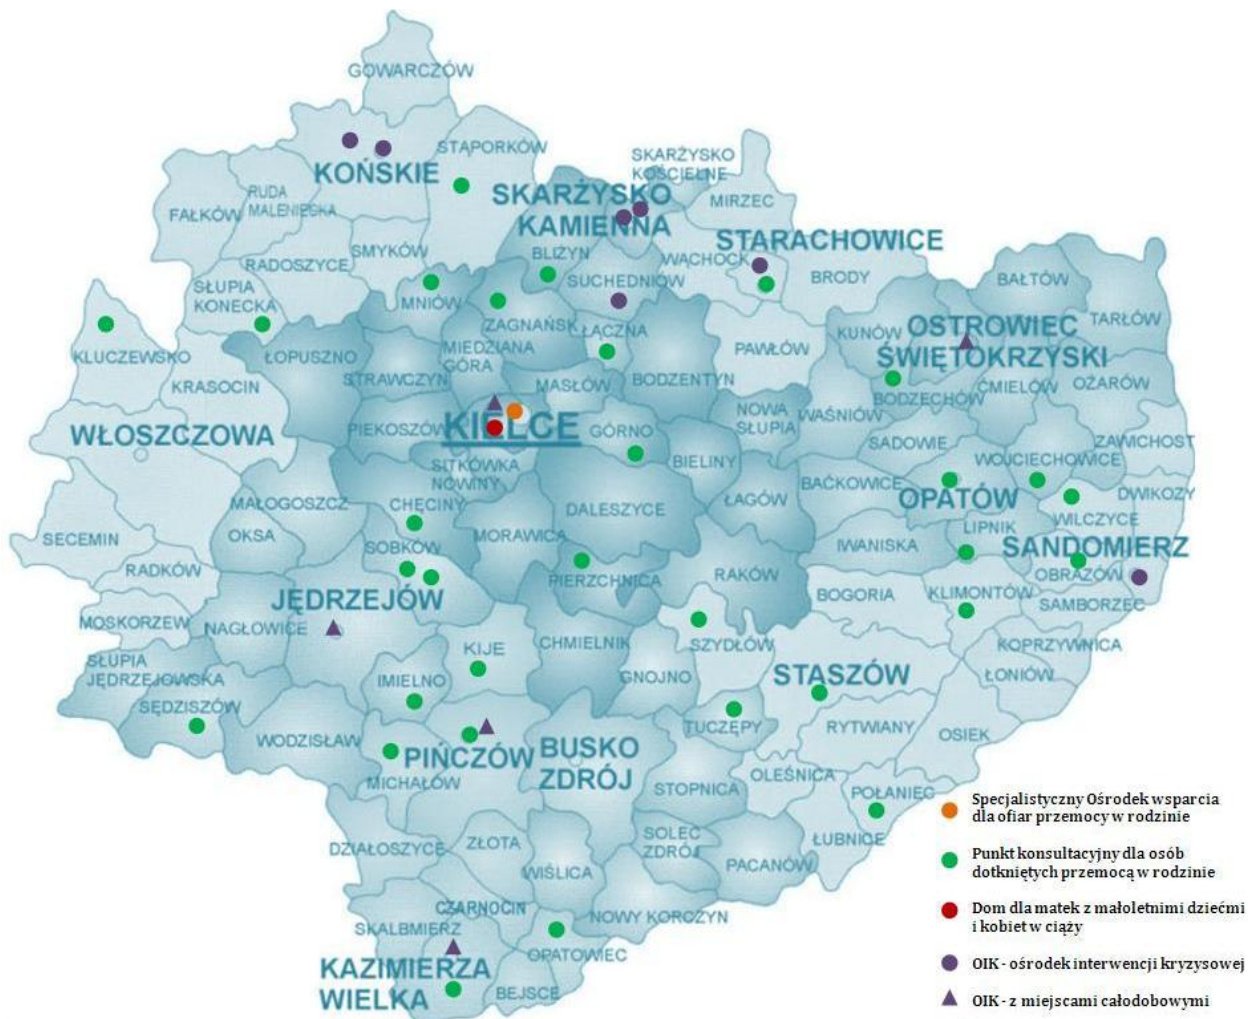 GOWARCZÓW
KOŃSKIE
STĄPORKÓW
SKARŻYSKO
KOŚCIELNE
SKARŻYSKO
KAMIENNA
MIRZEC
RUDA
MALENIECKA
FAŁKÓW
SMYKÓW
RADOSZYCE
BLIŻYN
WĄCHOCK
STARACHOWICE
BRODY
SŁUPIA
KONECKA
MNIÓW
SUCHEDNIÓW
BAŁTÓW
ZAGNAŃSK
ŁĄCZNA
KUNÓW
OSTROWIEC
ŚWIĘTOKRZYSKI
TARŁÓW
KLUCZEWSKO
ŁOPUSZNO
MIEDZIANA
GÓRA
PAWŁÓW
KRASOCIN
STRAWCZYN
MASŁÓW
BODZENTYN
BODZECHÓW
ĆMIELÓW
OŻARÓW
WŁOSZCZOWA
PIEKOSZÓW
KIELCE
GÓRNO
NOWA
SŁUPIA
WAŚNIÓW
SADOWIE
WOJCIECHOWICE
ZAWICHOST
SITKÓWKA
NOWINY
BIELINY
BAĆKOWICE
OPATÓW
DWIKOZY
MAŁOGOSZCZ
CHĘCINY
DALESZYCE
ŁAGÓW
LIPNIK
WILCZYCE
SECEMIN
OKSA
SOBKÓW
MORAWICA
IWANISKA
SANDOMIERZ
RADKÓW
PIERZCHNICA
RAKÓW
OBRAZÓW
JĘDRZEJÓW
BOGORIA
KLIMONTÓW
SAMBORZEC
MOSKORZEW
NAGŁOWICE
CHMIELNIK
SZYDŁÓW
KOPRZYWNICA
SŁUPIA
JĘDRZEJOWSKA
KIJE
GNOJNO
STASZÓW
ŁONIÓW
IMIELNO
SĘDZISZÓW
TUCZĘPY
RYTWIANY
OSIEK
WODZISŁAW
PIŃCZÓW
BUSKO
ZDRÓJ
MICHAŁÓW
STOPNICA
OLEŚNICA
POŁANIEC
DZIAŁOSZYCE
ZŁOTA
SOLEC
ZDRÓJ
ŁUBNICE
WIŚLICA
PACANÓW
CZARNOCIN
NOWY KORCZYN
SKALBMIERZ
OPATOWIEC
KAZIMIERZA
WIELKA
BEJSCE
Specjalistyczny Ośrodek wsparcia
dla ofiar przemocy w rodzinie
Punkt konsultacyjny dla osób
dotkniętych przemocą w rodzinie
Dom dla matek z małoletnimi dziećmi
i kobiet w ciąży
OIK - ośrodek interwencji kryzysowej
OIK - z miejscami całodobowymi